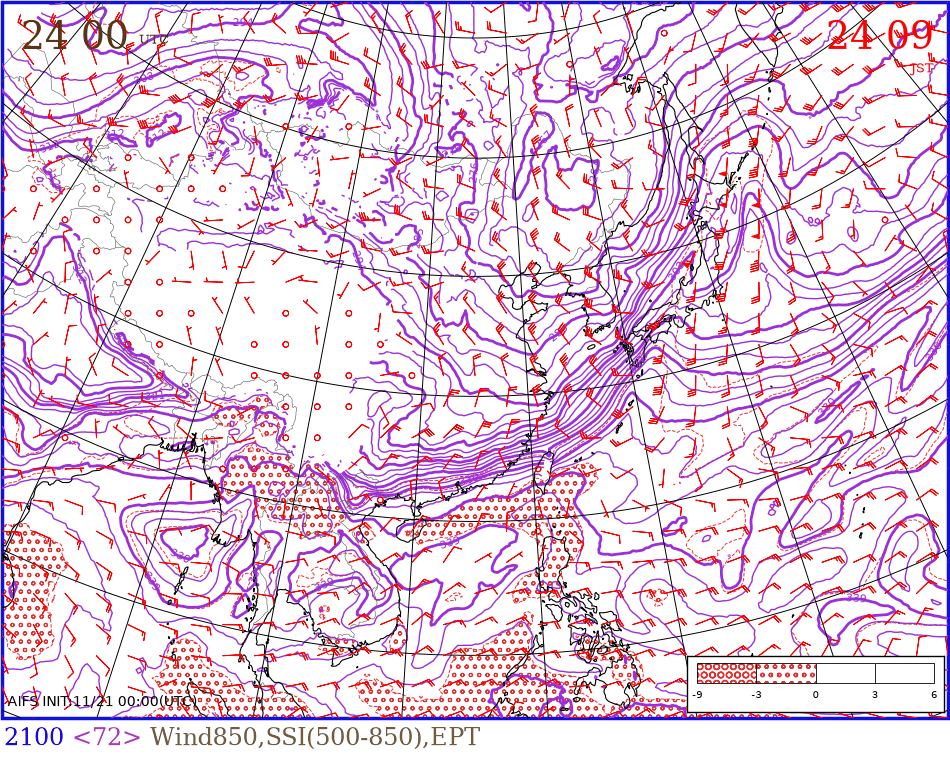 24 00 UTC
24 09
JST
-9 -3 0 3 6
AIFS INIT:11/21 00:00(UTC)
2100 <72> Wind850,SSI(500-850),EPT